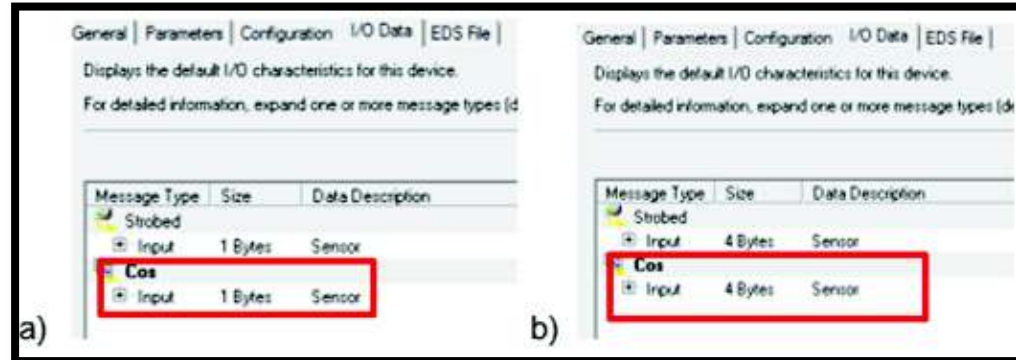 General | Parameters | Configuration I/O Data | EDS File |
Displays the default I/O characteristics for this device.
For detailed information, expand one or more message types (d
Message Type Size Data Description
Strobed
Input 1 Bytes Sensor
Cos
Input 1 Bytes Sensor
a)
General | Parameters | Configuration I/O Data | EDS File |
Displays the default I/O characteristics for this device.
For detailed information, expand one or more message types (de
Message Type Size Data Description
Strobed
Input 4 Bytes Sensor
Cos
Input 4 Bytes Sensor
b)